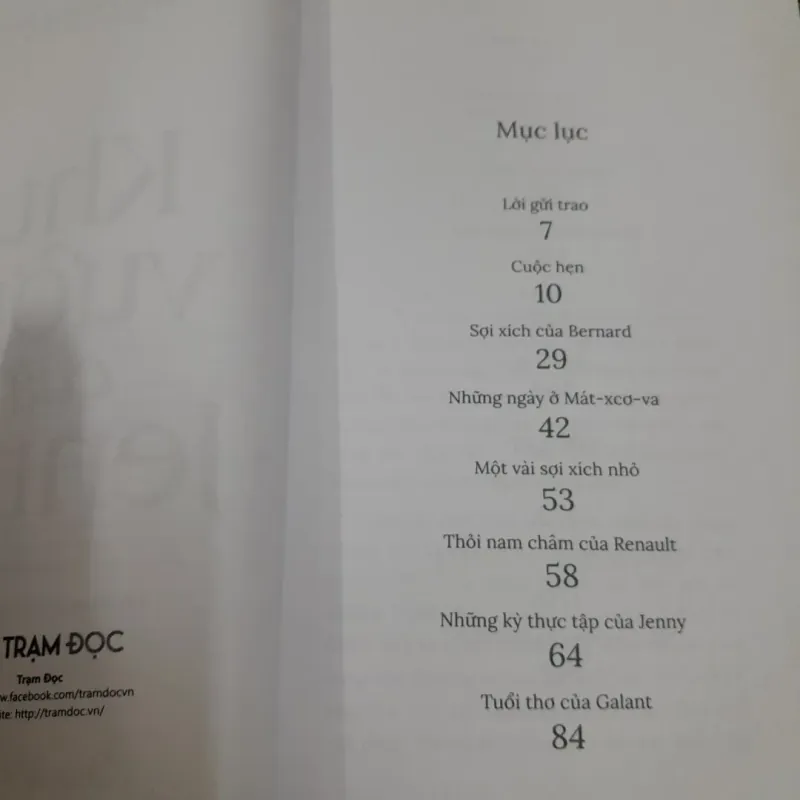 TRẠM ĐỌC
Trạm Đọc
w.facebook.com/tramdocvn
ite: http://tramdoc.vn/
Mục lục
Lời gửi trao
7
Cuộc hẹn
10
Sợi xích của Bernard
29
Những ngày ở Mát-xcơ-va
42
Một vài sợi xích nhỏ
53
Thỏi nam châm của Renault
58
Những kỳ thực tập của Jenny
64
Tuổi thơ của Galant
84